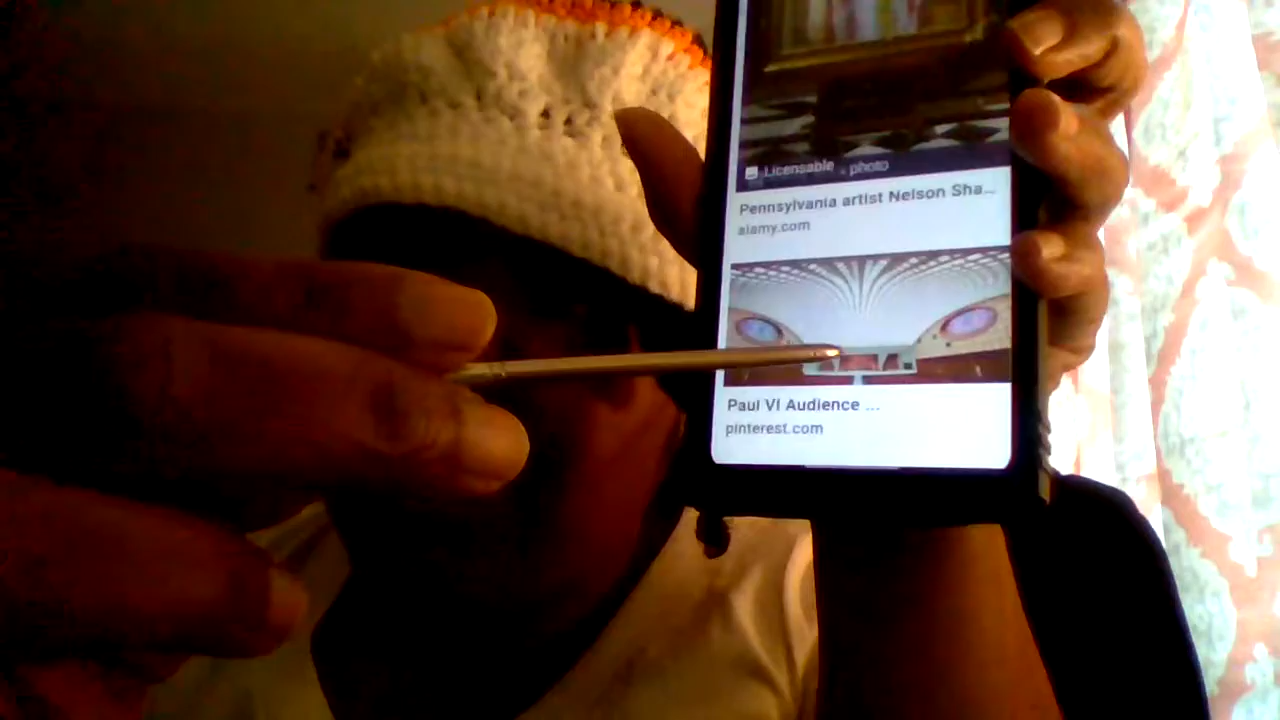 Licensable . photo
Pennsylvania artist Nelson Sha...
alamy.com
Paul VI Audience ...
pinterest.com